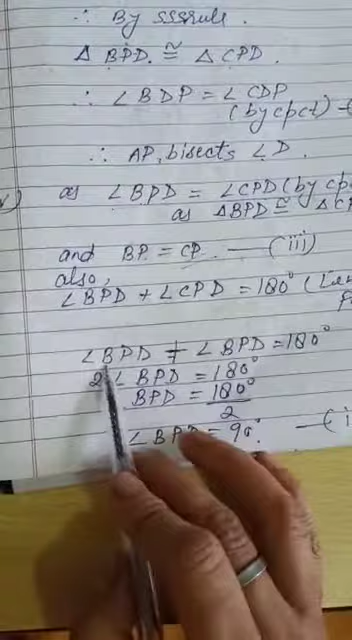 ∴ By SSS rule.
Δ BPD ≅ Δ CPD.
∴ ∠BDP = ∠CDP
(by cpct) -
∴ AP, bisects ∠D.
as ∠BPD = ∠CPD (by cp
as ΔBPD ≅ ΔC
and BP = CP. — (iii)
also,
∠BPD + ∠CPD = 180° (
∠BPD + ∠BPD = 180°
2∠BPD = 180°
BPD = 180°
2
∠BPD = 90°. — (i